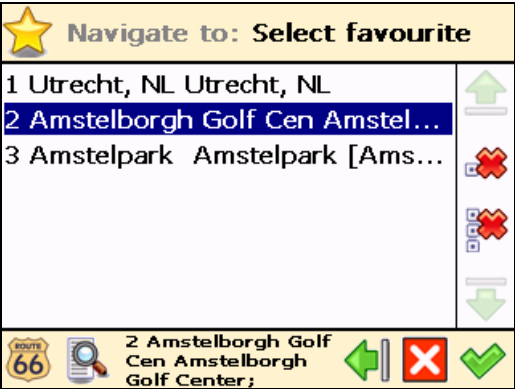 Navigate to: Select favourite
1 Utrecht, NL Utrecht, NL
2 Amstelborgh Golf Cen Amstel...
3 Amstelpark Amstelpark [Ams...
ROUTE
66
2 Amstelborgh Golf
Cen Amstelborgh
Golf Center;